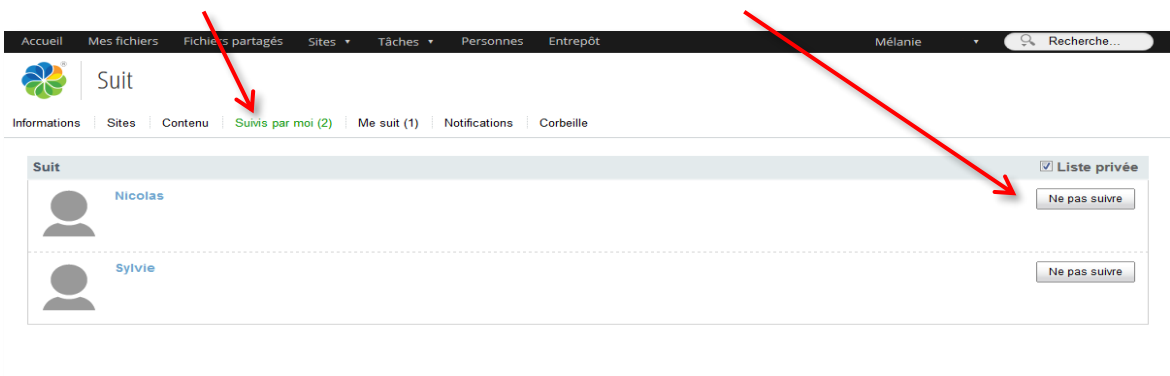 Accueil Mes fichiers Fichiers partagés Sites Tâches Personnes Entrepôt Mélanie Recherche...
Suit
Informations Sites Contenu Suivis par moi (2) Me suit (1) Notifications Corbeille
Suit Liste privée
Nicolas Ne pas suivre
Sylvie Ne pas suivre